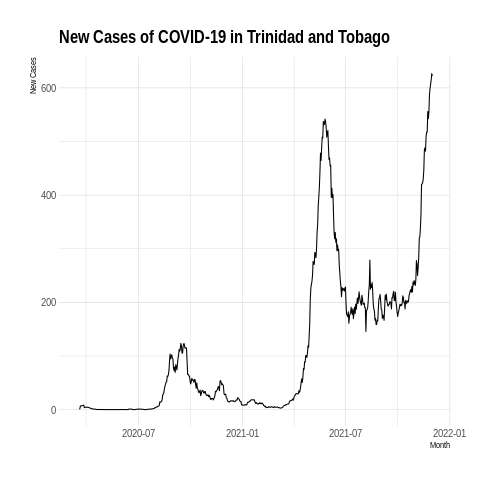 New Cases of COVID-19 in Trinidad and Tobago
New Cases
600
400
200
0
2020-07
2021-01
2021-07
2022-01
Month